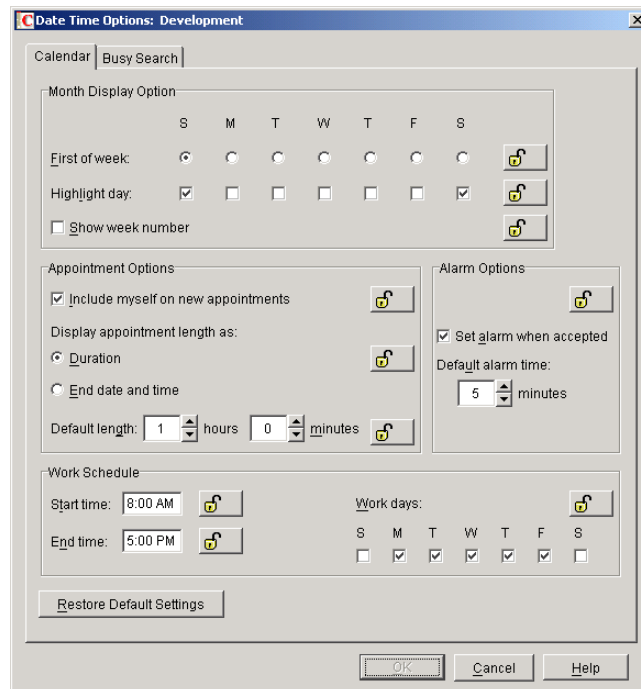 Date Time Options: Development
Calendar Busy Search
Month Display Option
S M T W T F S
First of week:
Highlight day:
Show week number
Appointment Options
Include myself on new appointments
Display appointment length as:
Duration
End date and time
Default length: 1 hours 0 minutes
Alarm Options
Set alarm when accepted
Default alarm time:
5 minutes
Work Schedule
Start time: 8:00 AM
End time: 5:00 PM
Work days:
S M T W T F S
Restore Default Settings
OK Cancel Help